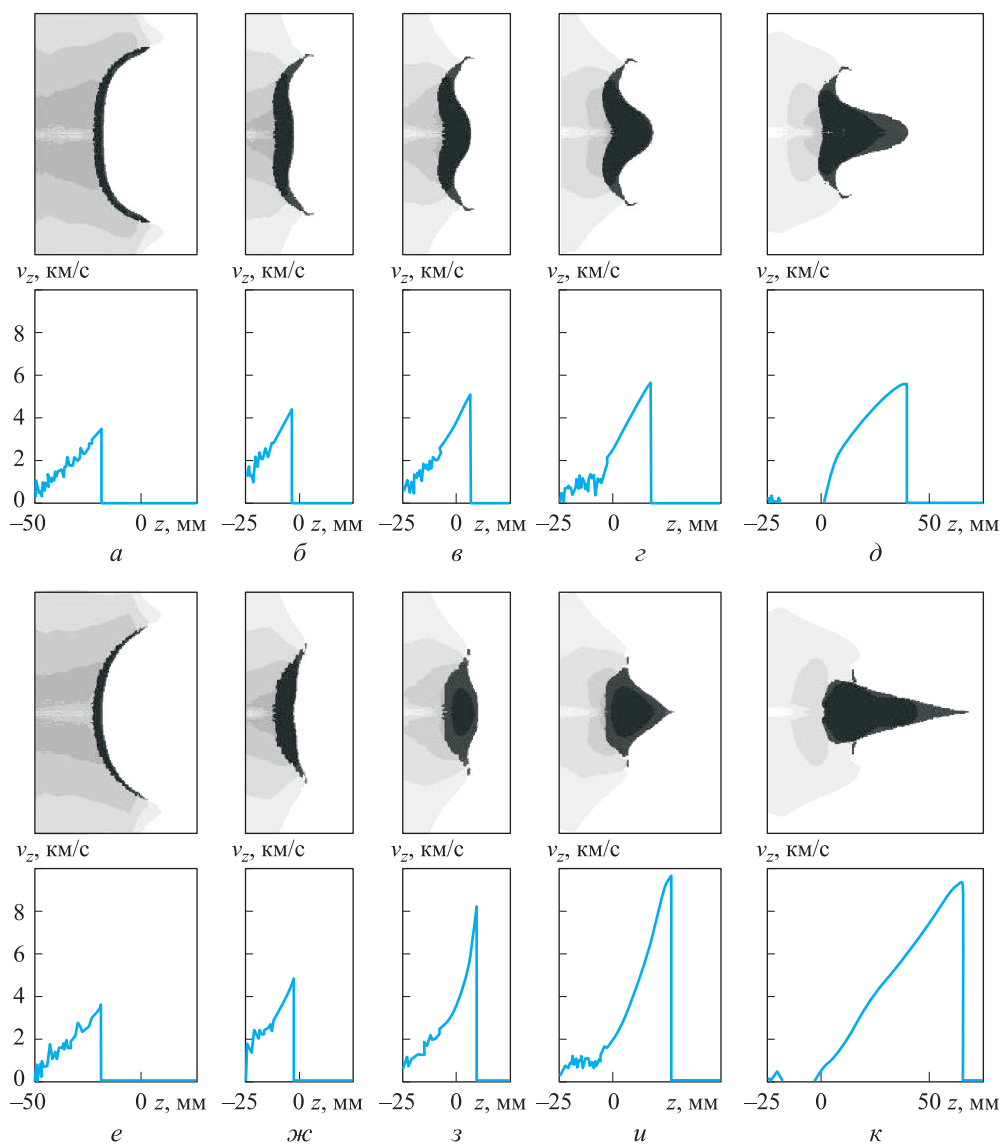 v_z, км/с v_z, км/с v_z, км/с v_z, км/с v_z, км/с
8
6
4
2
0
–50 0 z, мм –25 0 z, мм –25 0 z, мм –25 0 z, мм –25 0 50 z, мм
а б в г д
v_z, км/с v_z, км/с v_z, км/с v_z, км/с v_z, км/с
8
6
4
2
0
–50 0 z, мм –25 0 z, мм –25 0 z, мм –25 0 z, мм –25 0 50 z, мм
е ж з и к